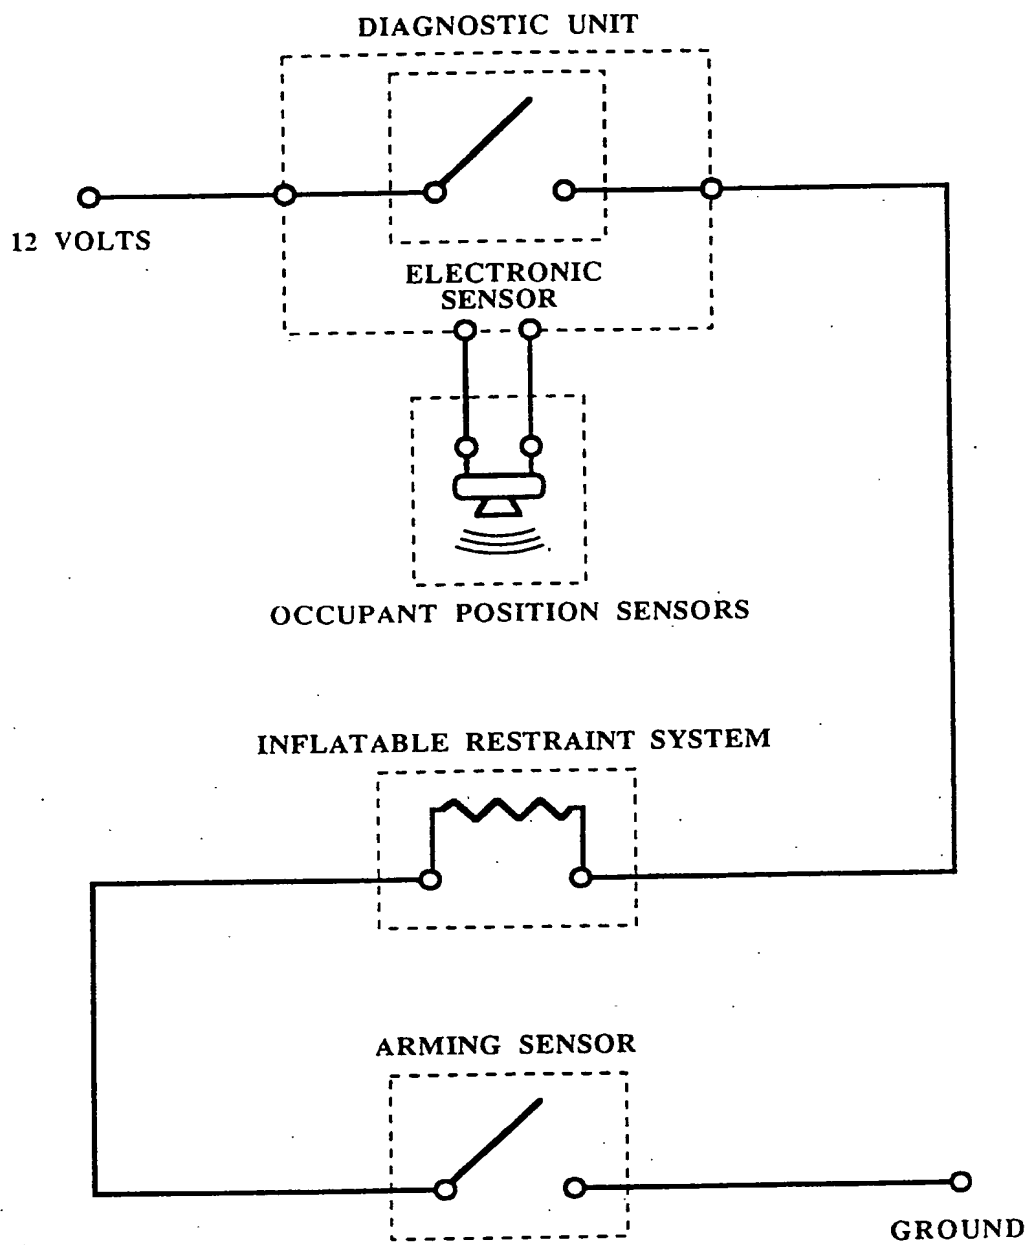 DIAGNOSTIC UNIT
12 VOLTS
ELECTRONIC
SENSOR
OCCUPANT POSITION SENSORS
INFLATABLE RESTRAINT SYSTEM
ARMING SENSOR
GROUND